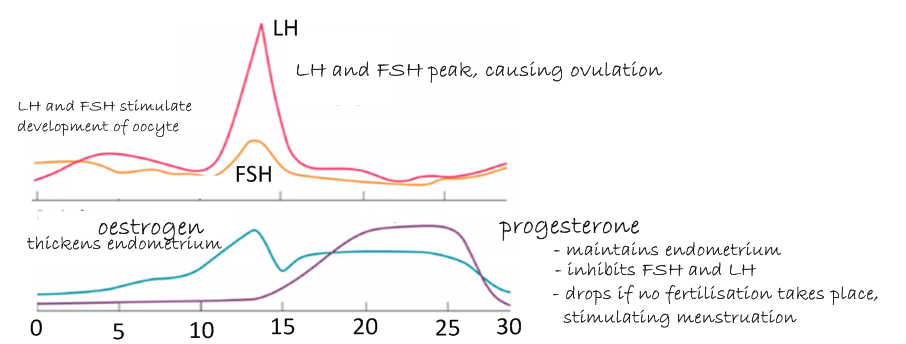 LH
LH and FSH peak, causing ovulation
LH and FSH stimulate
development of oocyte
FSH
oestrogen
thickens endometrium
progesterone
- maintains endometrium
- inhibits FSH and LH
- drops if no fertilisation takes place,
stimulating menstruation
0 5 10 15 20 25 30